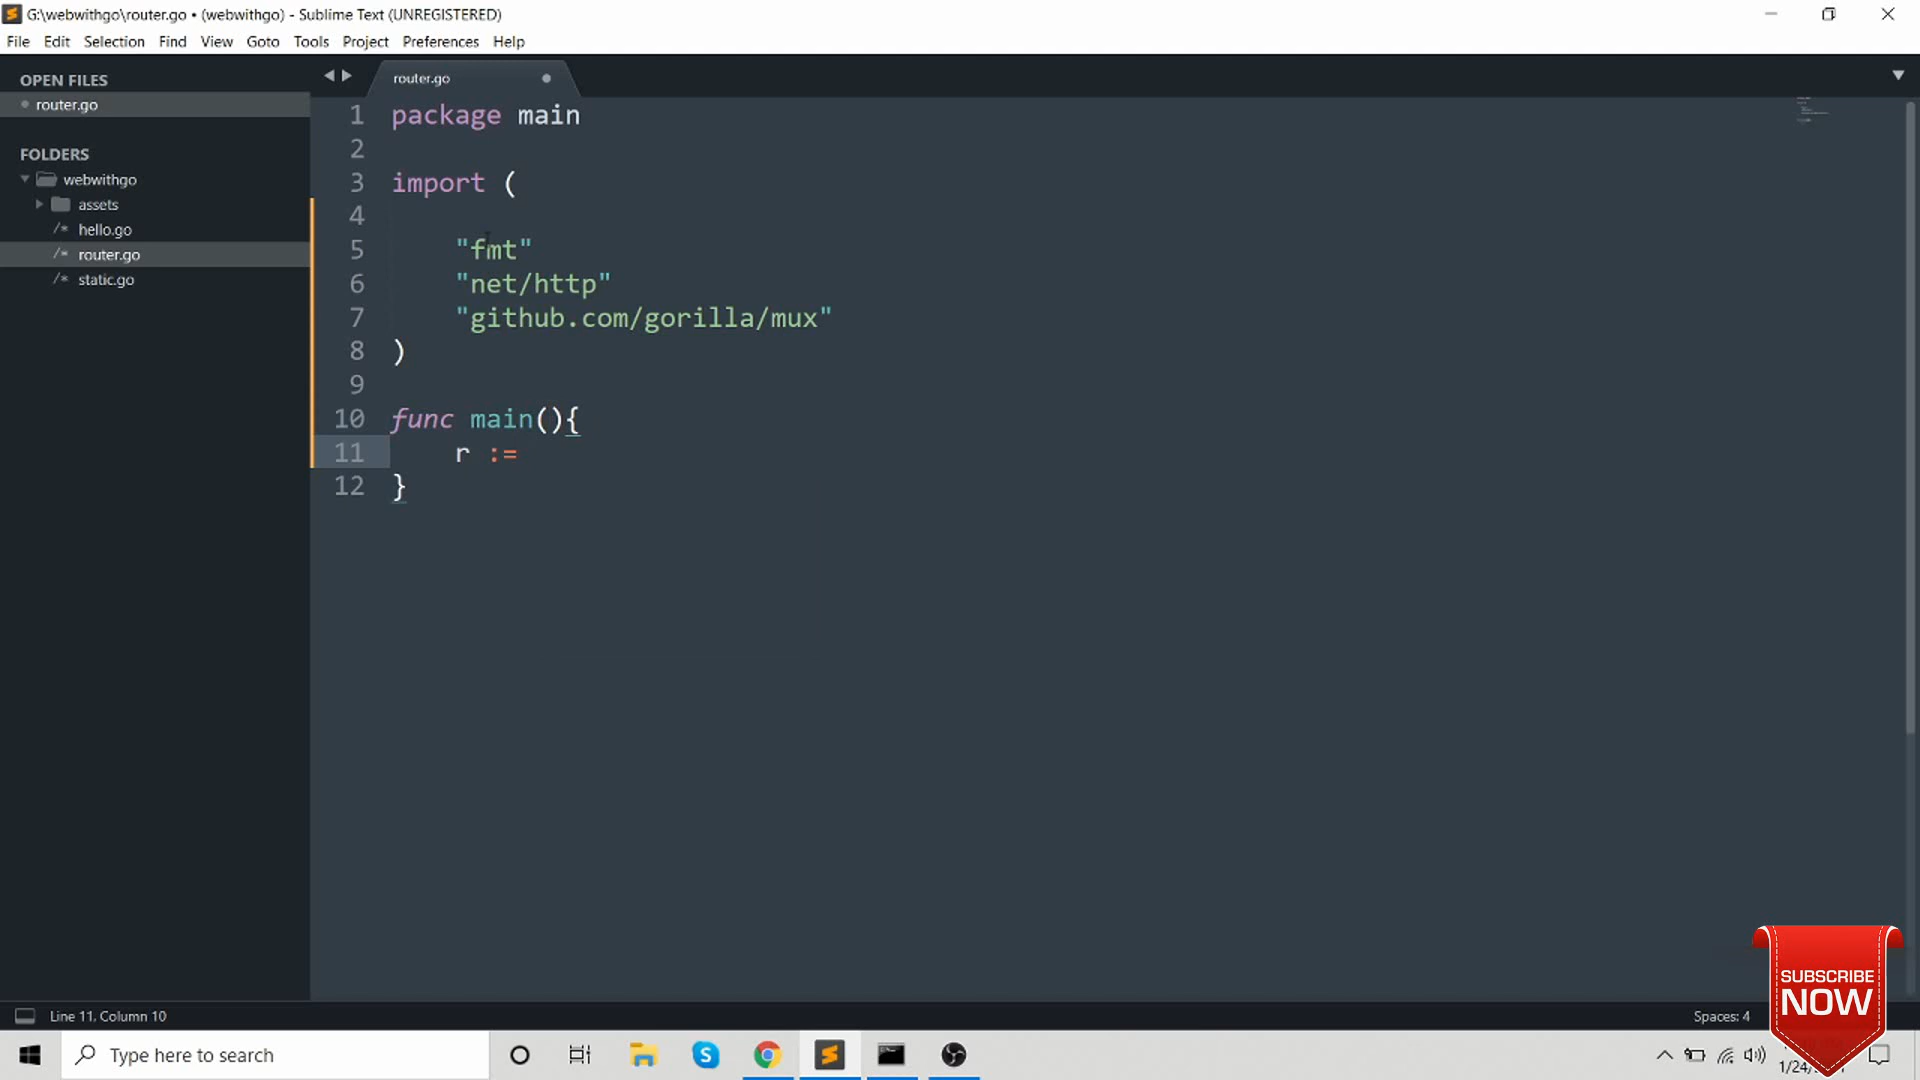 G:\webwithgo\router.go • (webwithgo) - Sublime Text (UNREGISTERED)
File Edit Selection Find View Goto Tools Project Preferences Help
OPEN FILES
router.go
FOLDERS
webwithgo
assets
/* hello.go
/* router.go
/* static.go
router.go
1 package main
2
3 import (
4
5 "fmt"
6 "net/http"
7 "github.com/gorilla/mux"
8 )
9
10 func main(){
11 r :=
12 }
SUBSCRIBE
NOW
Line 11, Column 10
Spaces: 4
Type here to search
1/24/